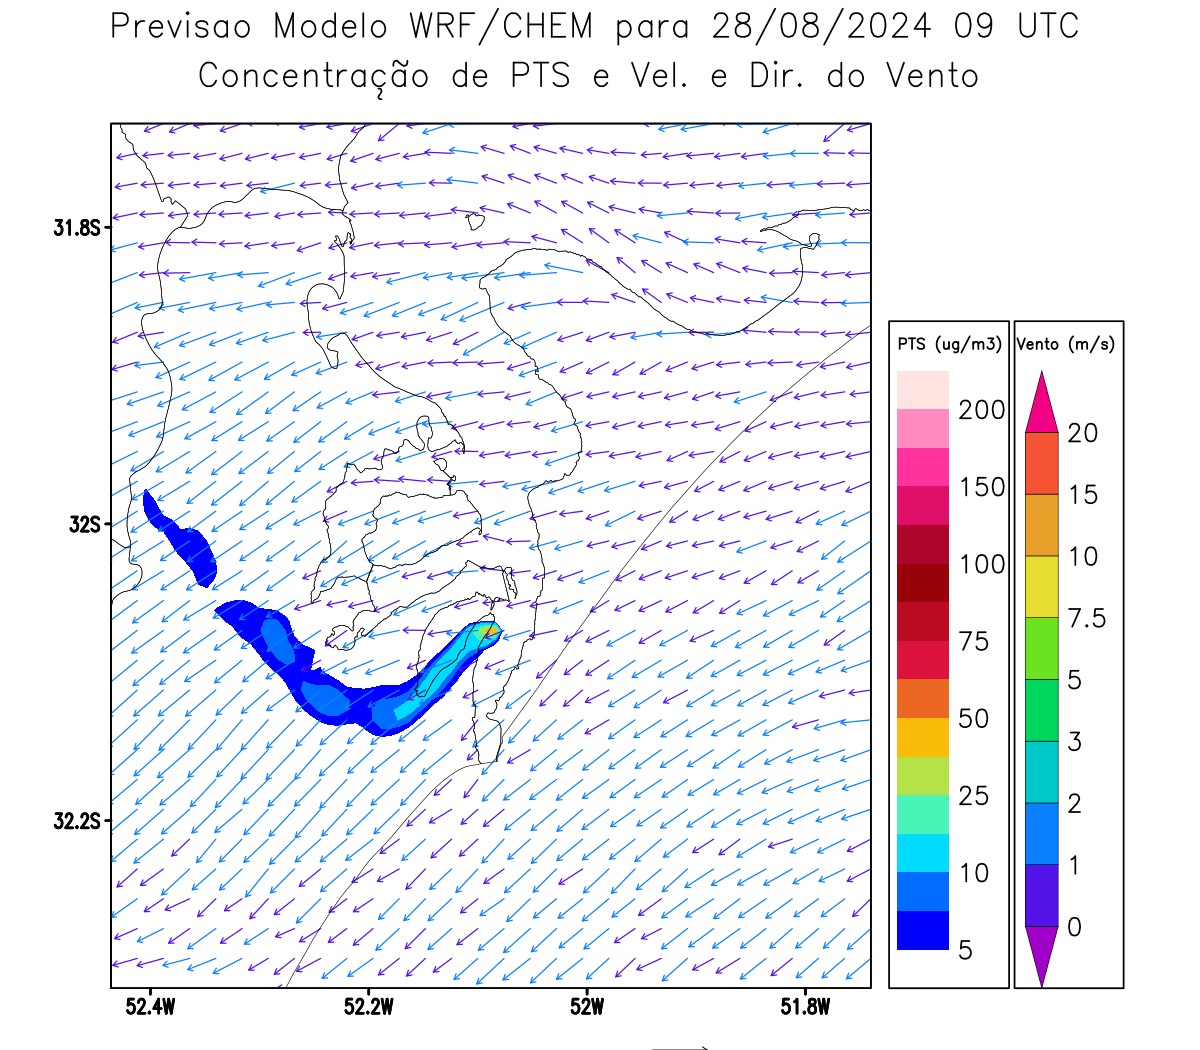 Previsao Modelo WRF/CHEM para 28/08/2024 09 UTC
Concentração de PTS e Vel. e Dir. do Vento
31.8S
32S
32.2S
52.4W
52.2W
52W
51.8W
PTS (ug/m3)
200
150
100
75
50
25
10
5
Vento (m/s)
20
15
10
7.5
5
3
2
1
0